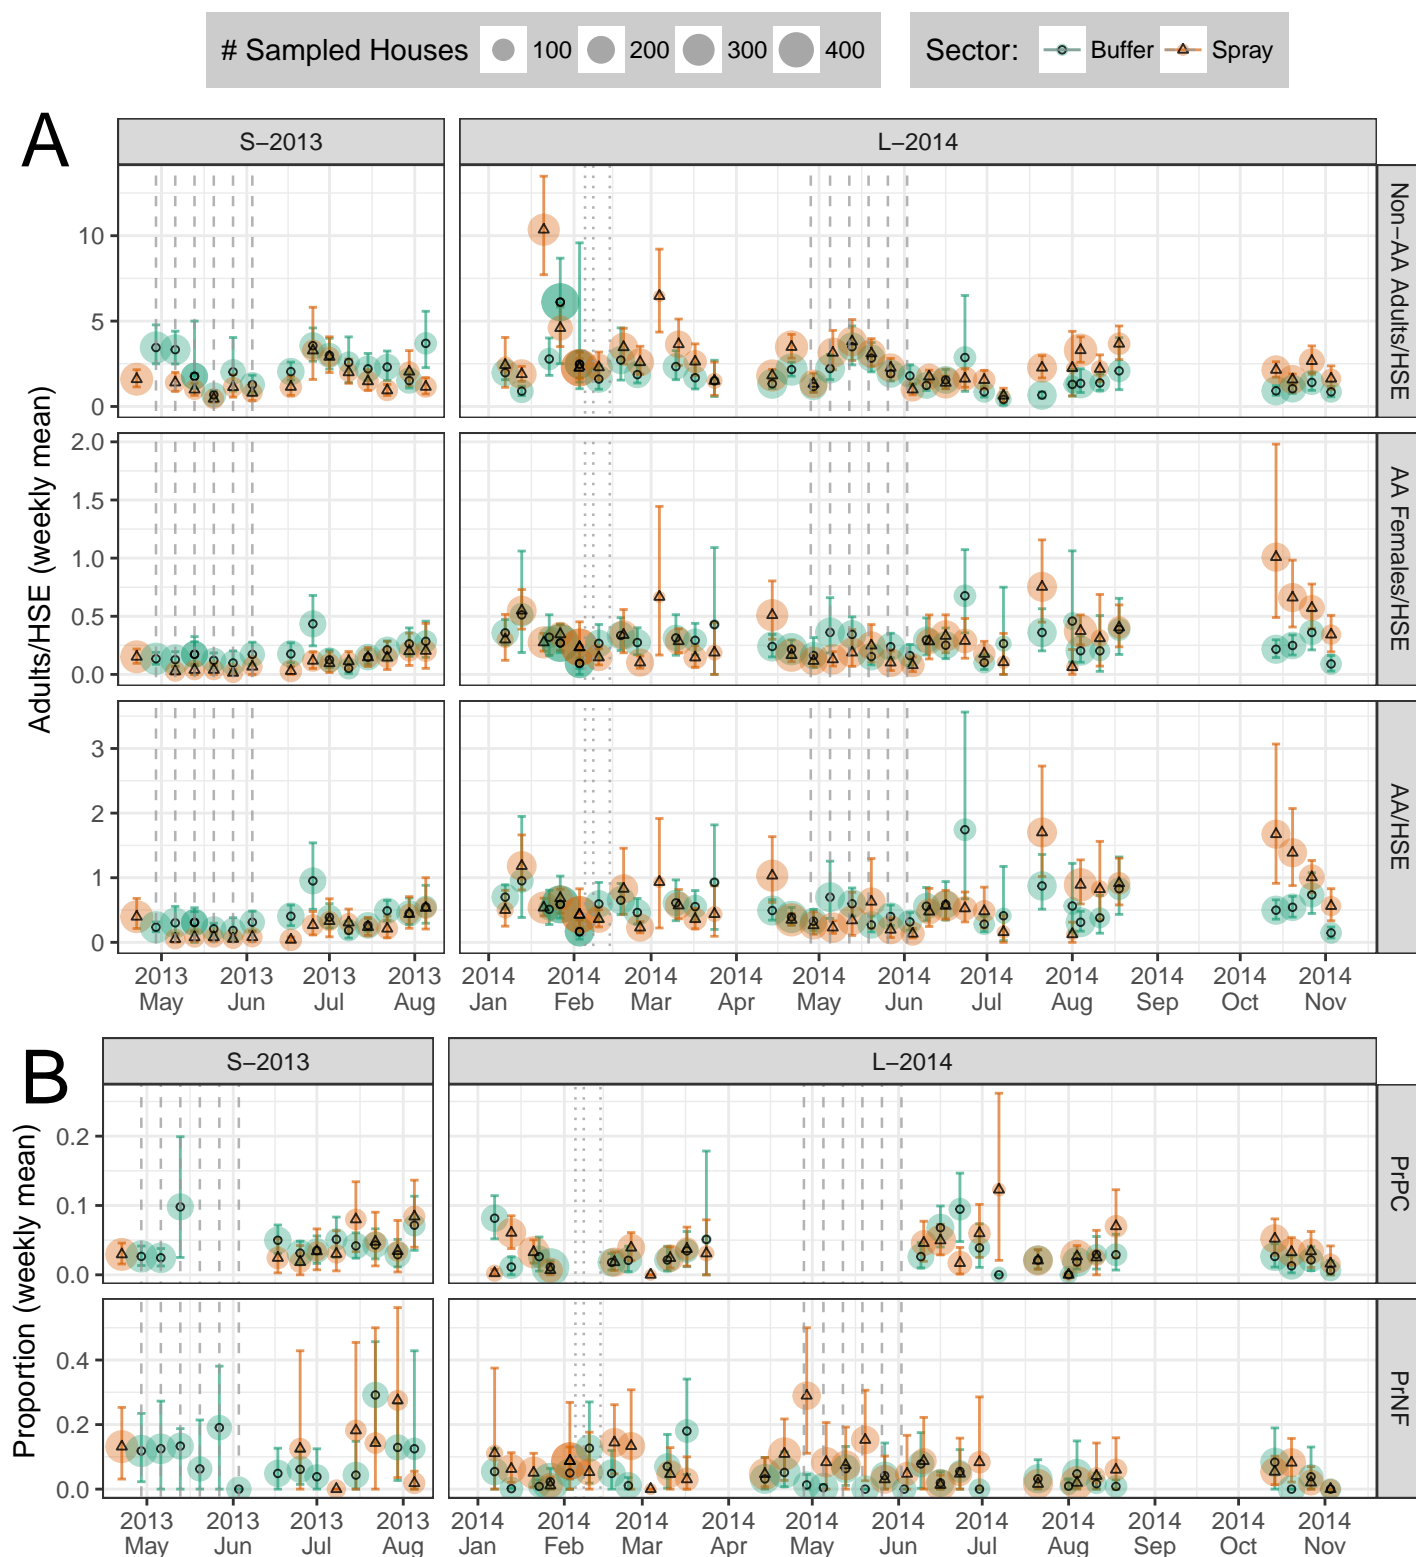 # Sampled Houses 100 200 300 400 Sector: Buffer Spray
A
S−2013 L−2014
Adults/HSE (weekly mean)
10
5
0
Non−AA Adults/HSE
2.0
1.5
1.0
0.5
0.0
AA Females/HSE
3
2
1
0
AA/HSE
2013 2013 2013 2013 2014 2014 2014 2014 2014 2014 2014 2014 2014 2014 2014
May Jun Jul Aug Jan Feb Mar Apr May Jun Jul Aug Sep Oct Nov
B
S−2013 L−2014
Proportion (weekly mean)
0.2
0.1
0.0
PrPC
0.4
0.2
0.0
PrNF
2013 2013 2013 2013 2014 2014 2014 2014 2014 2014 2014 2014 2014 2014 2014
May Jun Jul Aug Jan Feb Mar Apr May Jun Jul Aug Sep Oct Nov